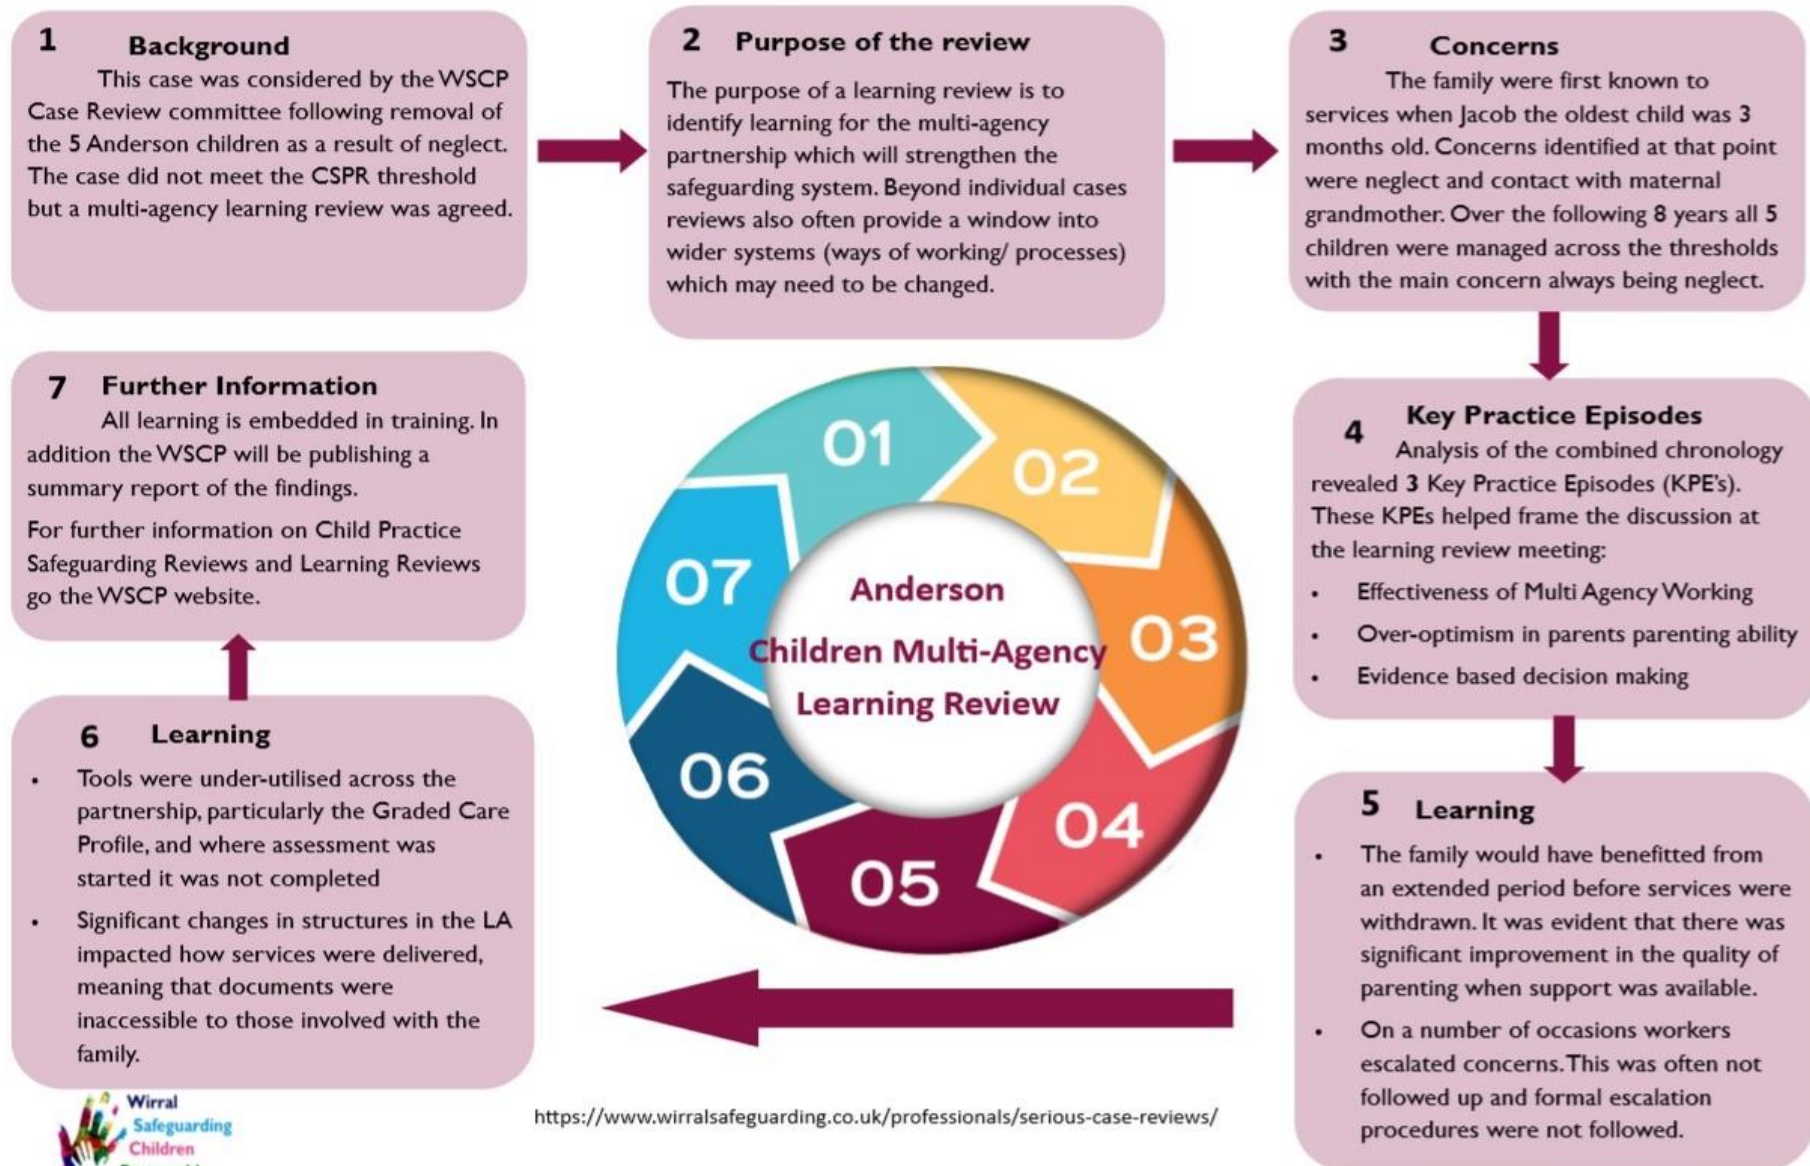 1 Background
This case was considered by the WSCP
Case Review committee following removal of
the 5 Anderson children as a result of neglect.
The case did not meet the CSPR threshold
but a multi-agency learning review was agreed.
2 Purpose of the review
The purpose of a learning review is to
identify learning for the multi-agency
partnership which will strengthen the
safeguarding system. Beyond individual cases
reviews also often provide a window into
wider systems (ways of working/ processes)
which may need to be changed.
3 Concerns
The family were first known to
services when Jacob the oldest child was 3
months old. Concerns identified at that point
were neglect and contact with maternal
grandmother. Over the following 8 years all 5
children were managed across the thresholds
with the main concern always being neglect.
4 Key Practice Episodes
Analysis of the combined chronology
revealed 3 Key Practice Episodes (KPE's).
These KPEs helped frame the discussion at
the learning review meeting:
• Effectiveness of Multi Agency Working
• Over-optimism in parents parenting ability
• Evidence based decision making
5 Learning
• The family would have benefitted from
an extended period before services were
withdrawn. It was evident that there was
significant improvement in the quality of
parenting when support was available.
• On a number of occasions workers
escalated concerns. This was often not
followed up and formal escalation
procedures were not followed.
6 Learning
• Tools were under-utilised across the
partnership, particularly the Graded Care
Profile, and where assessment was
started it was not completed
• Significant changes in structures in the LA
impacted how services were delivered,
meaning that documents were
inaccessible to those involved with the
family.
7 Further Information
All learning is embedded in training. In
addition the WSCP will be publishing a
summary report of the findings.
For further information on Child Practice
Safeguarding Reviews and Learning Reviews
go the WSCP website.
01
02
03
04
05
06
07
Anderson
Children Multi-Agency
Learning Review
Wirral
Safeguarding
Children
https://www.wirralsafeguarding.co.uk/professionals/serious-case-reviews/